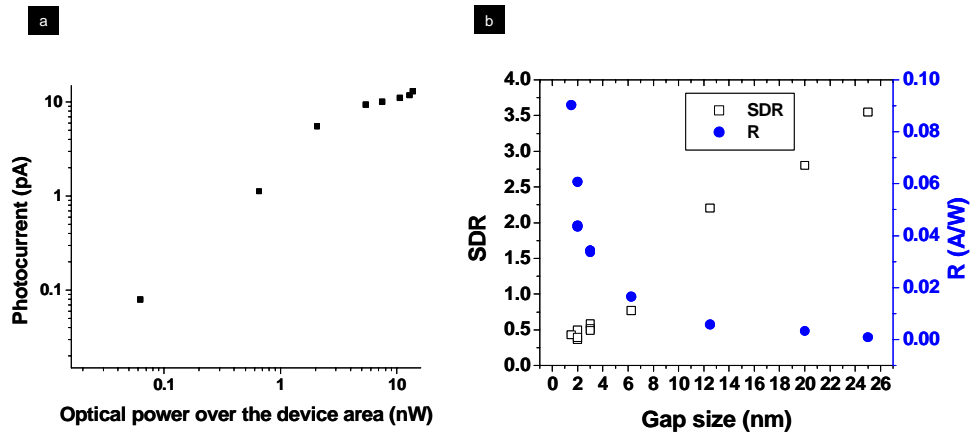 a
Photocurrent (pA)
10
1
0.1
0.1
1
10
Optical power over the device area (nW)
b
SDR
4.0
3.5
3.0
2.5
2.0
1.5
1.0
0.5
0.0
SDR
R
0.10
0.08
0.06
0.04
0.02
0.00
R (A/W)
0 2 4 6 8 10 12 14 16 18 20 22 24 26
Gap size (nm)